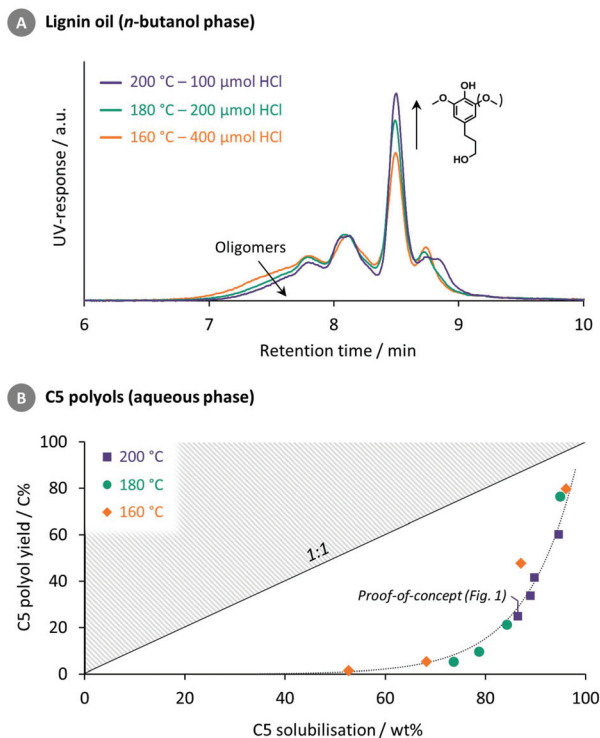 A Lignin oil (n-butanol phase)
UV-response / a.u.
200 °C – 100 µmol HCl
180 °C – 200 µmol HCl
160 °C – 400 µmol HCl
OH
O
(O )
HO
Oligomers
6 7 8 9 10
Retention time / min
B C5 polyols (aqueous phase)
C5 polyol yield / C%
100
80
60
40
20
0
200 °C
180 °C
160 °C
1:1
Proof-of-concept (Fig. 1)
0 20 40 60 80 100
C5 solubilisation / wt%